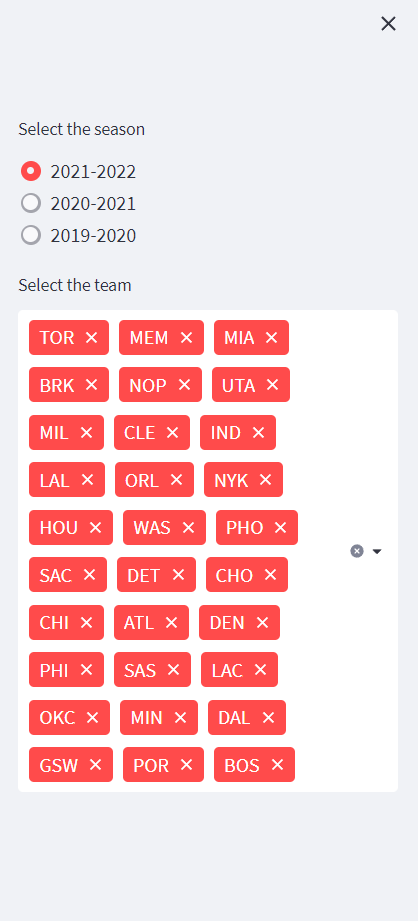 Select the season
2021-2022
2020-2021
2019-2020
Select the team
TOR MEM MIA
BRK NOP UTA
MIL CLE IND
LAL ORL NYK
HOU WAS PHO
SAC DET CHO
CHI ATL DEN
PHI SAS LAC
OKC MIN DAL
GSW POR BOS